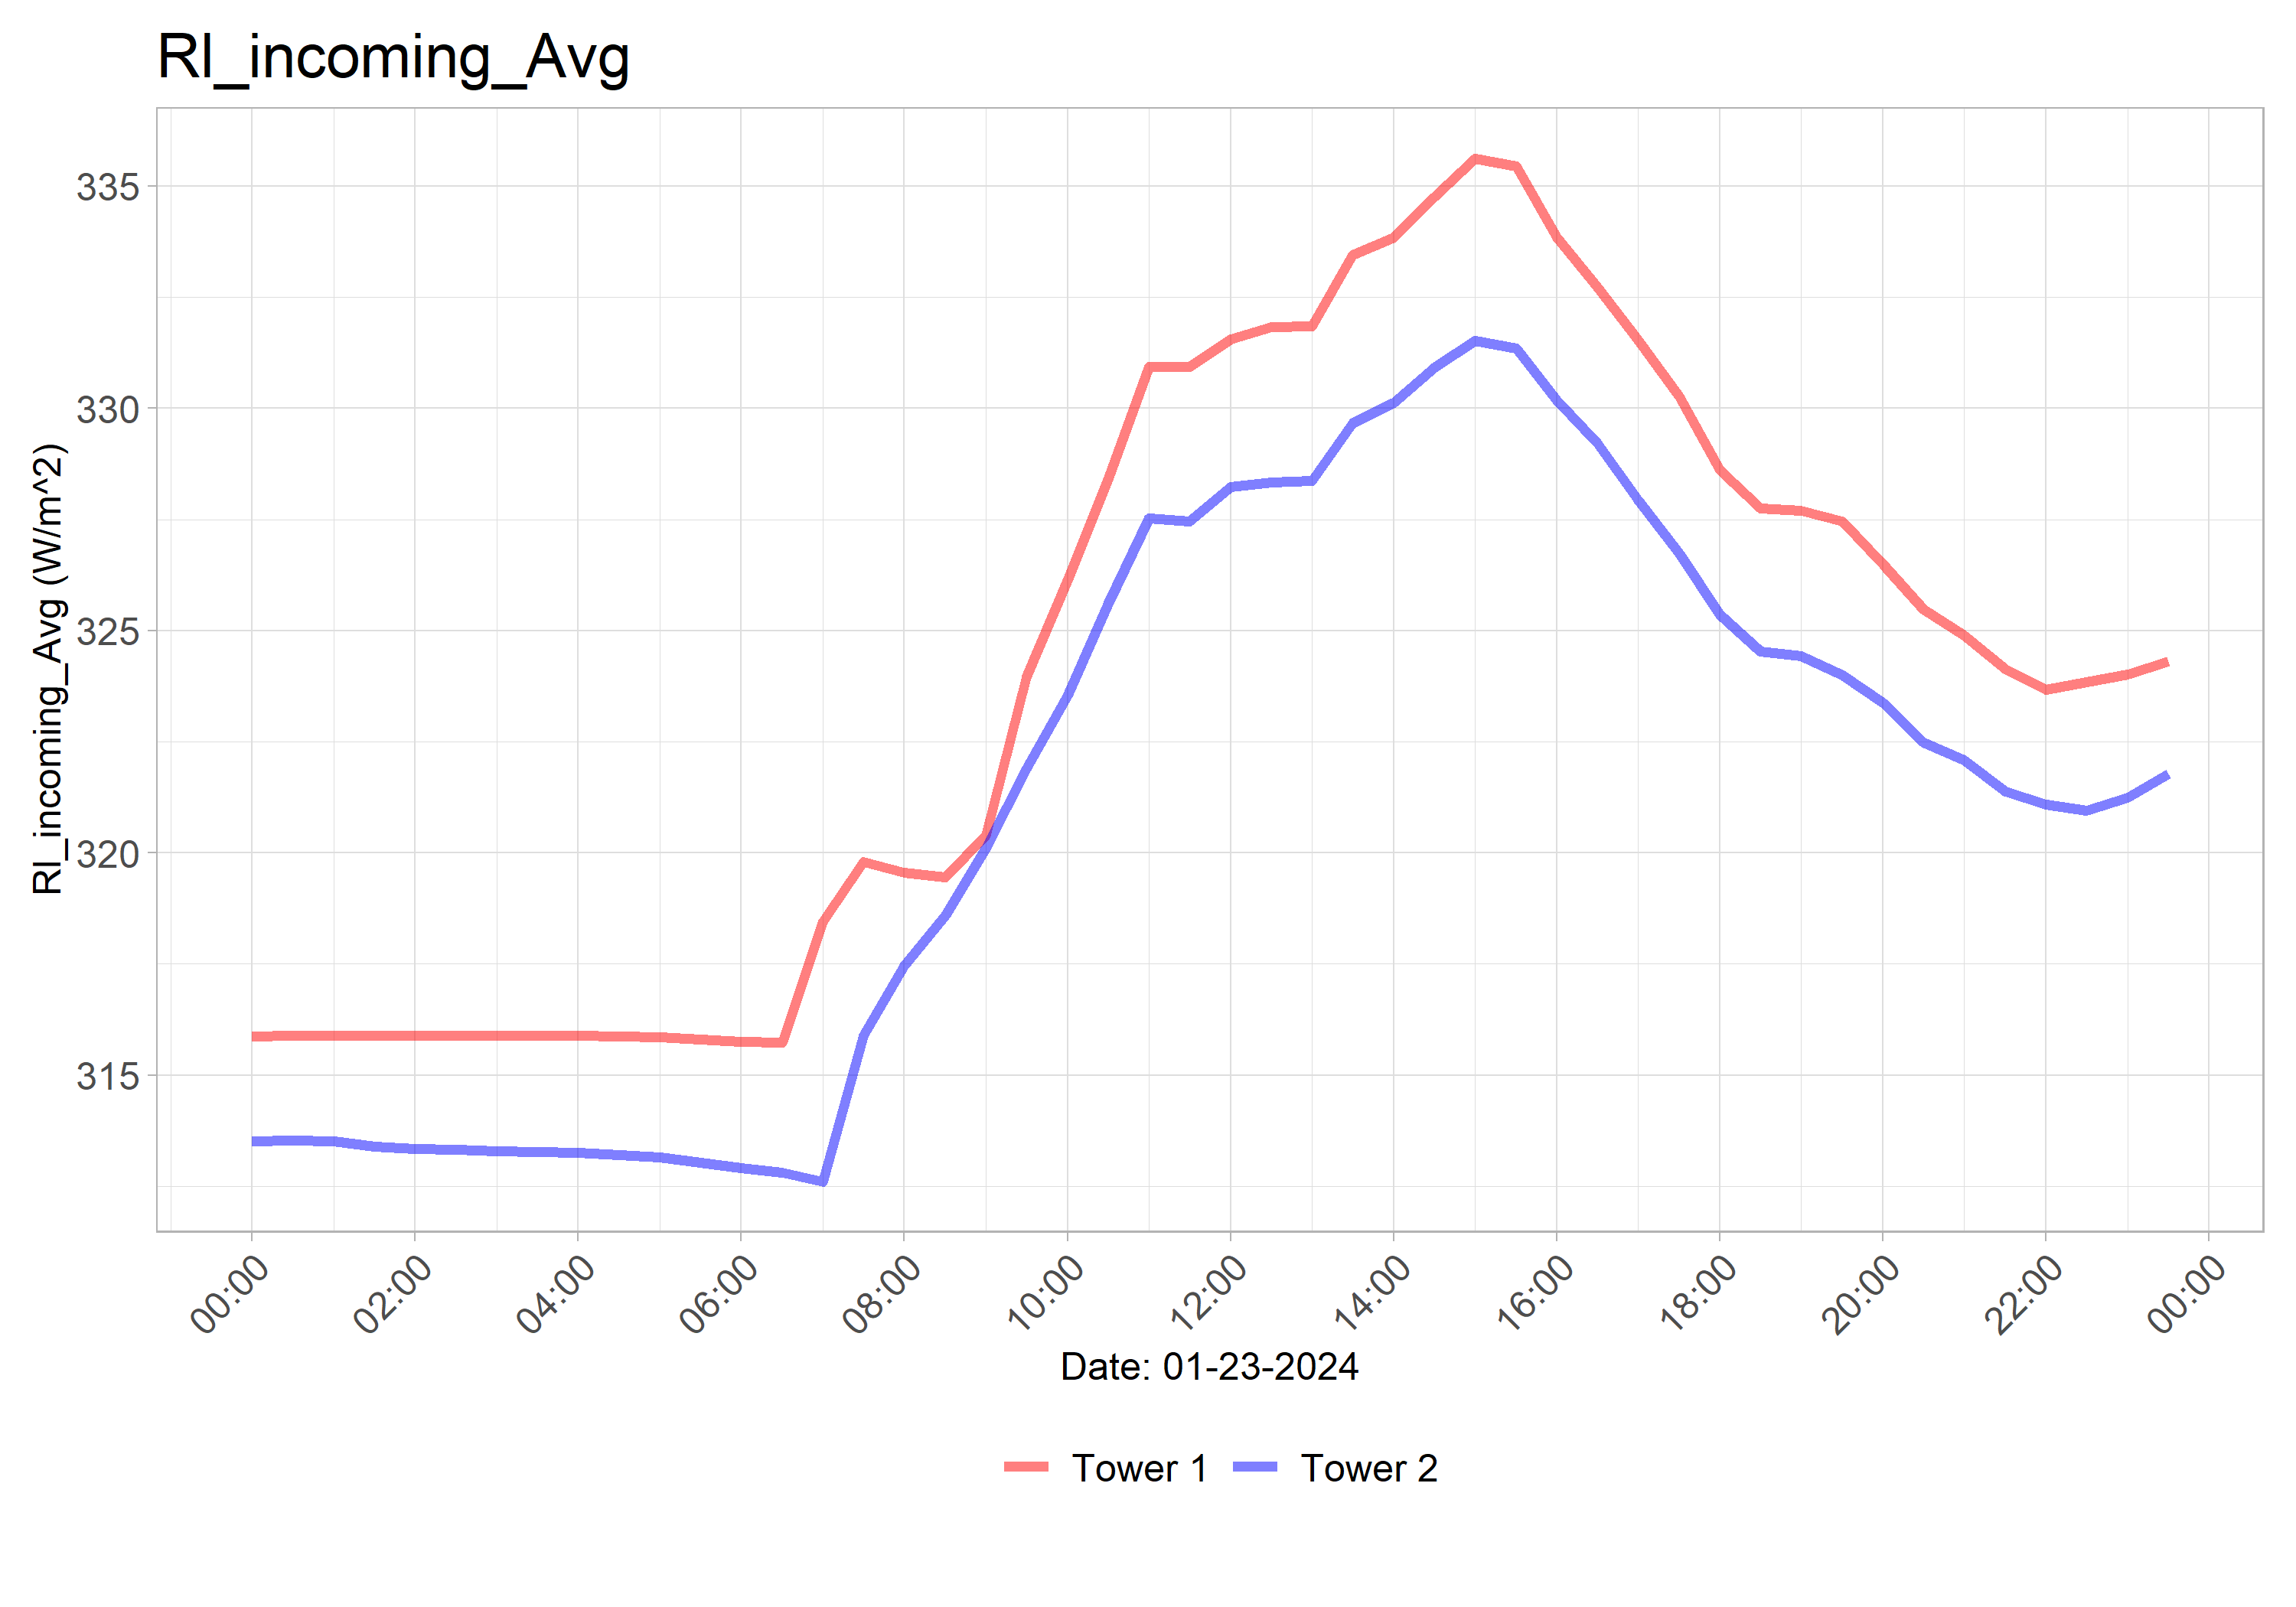 Rl_incoming_Avg
Rl_incoming_Avg (W/m^2)
335
330
325
320
315
00:00 02:00 04:00 06:00 08:00 10:00 12:00 14:00 16:00 18:00 20:00 22:00 00:00
Date: 01-23-2024
Tower 1 Tower 2